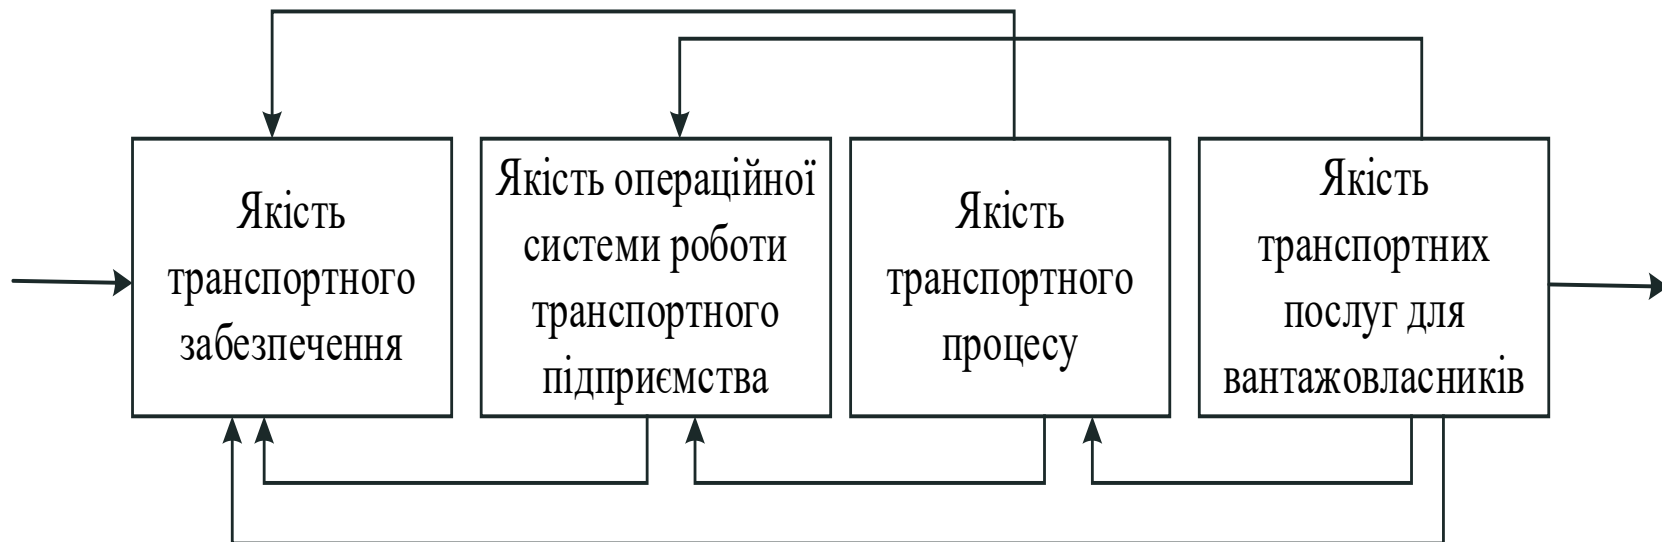 Якість
транспортного
забезпечення
Якість операційної
системи роботи
транспортного
підприємства
Якість
транспортного
процесу
Якість
транспортних
послуг для
вантажовласників